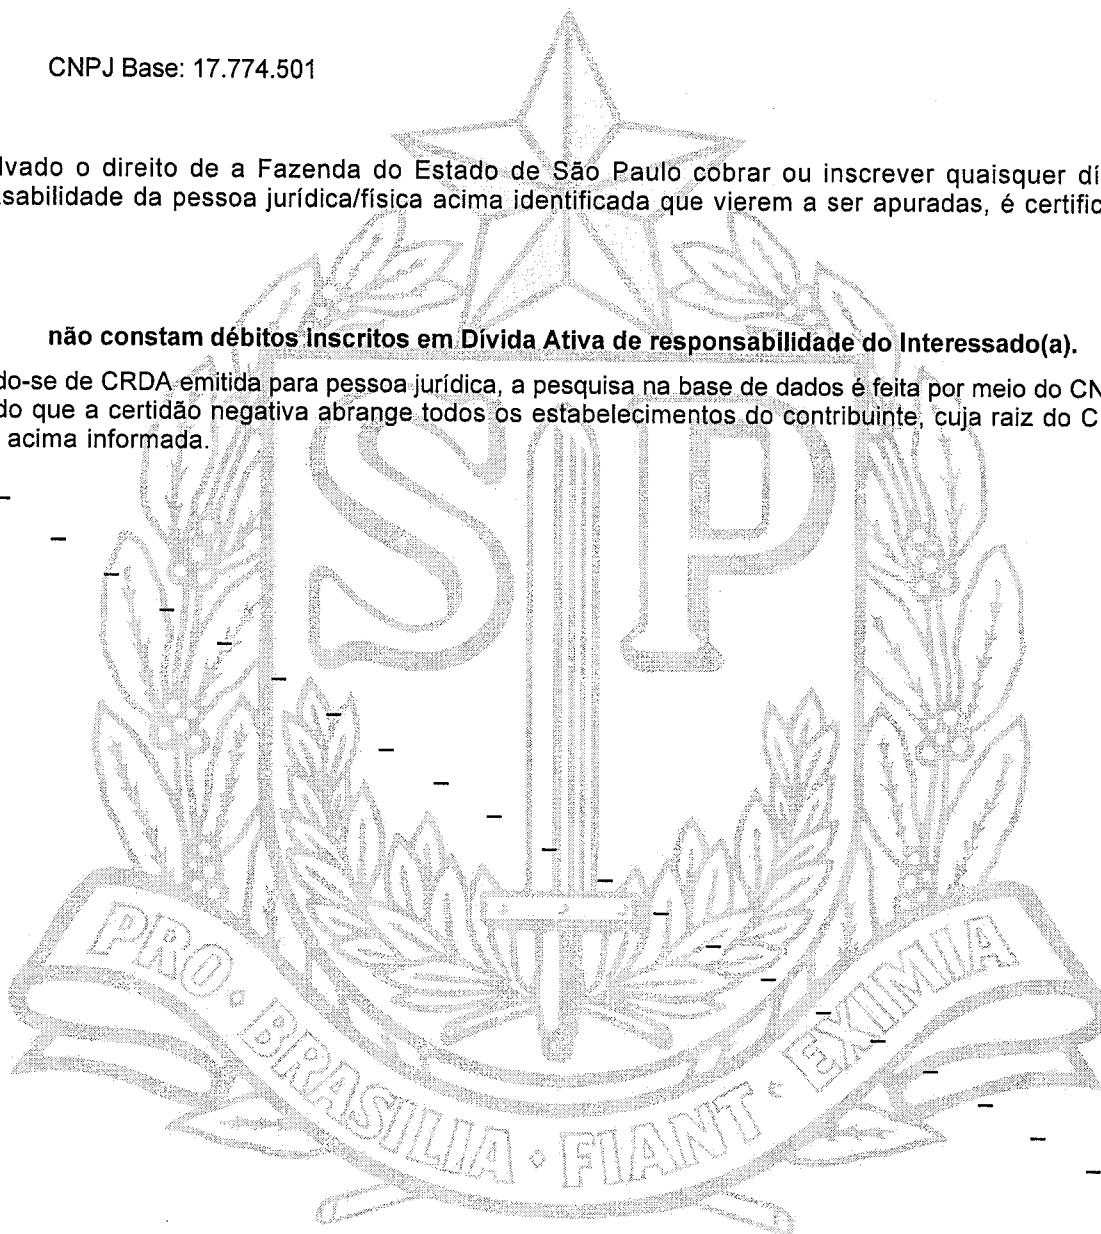 CNPJ Base: 17.774.501
lvado o direito de a Fazenda do Estado de São Paulo cobrar ou inscrever quaisquer dí
sabilidade da pessoa jurídica/física acima identificada que vierem a ser apuradas, é certific
não constam débitos inscritos em Dívida Ativa de responsabilidade do Interessado(a).
do-se de CRDA emitida para pessoa jurídica, a pesquisa na base de dados é feita por meio do CN
do que a certidão negativa abrange todos os estabelecimentos do contribuinte, cuja raiz do C
acima informada.
SP
PRO · BRASILIA · FIANT · EXIMIA